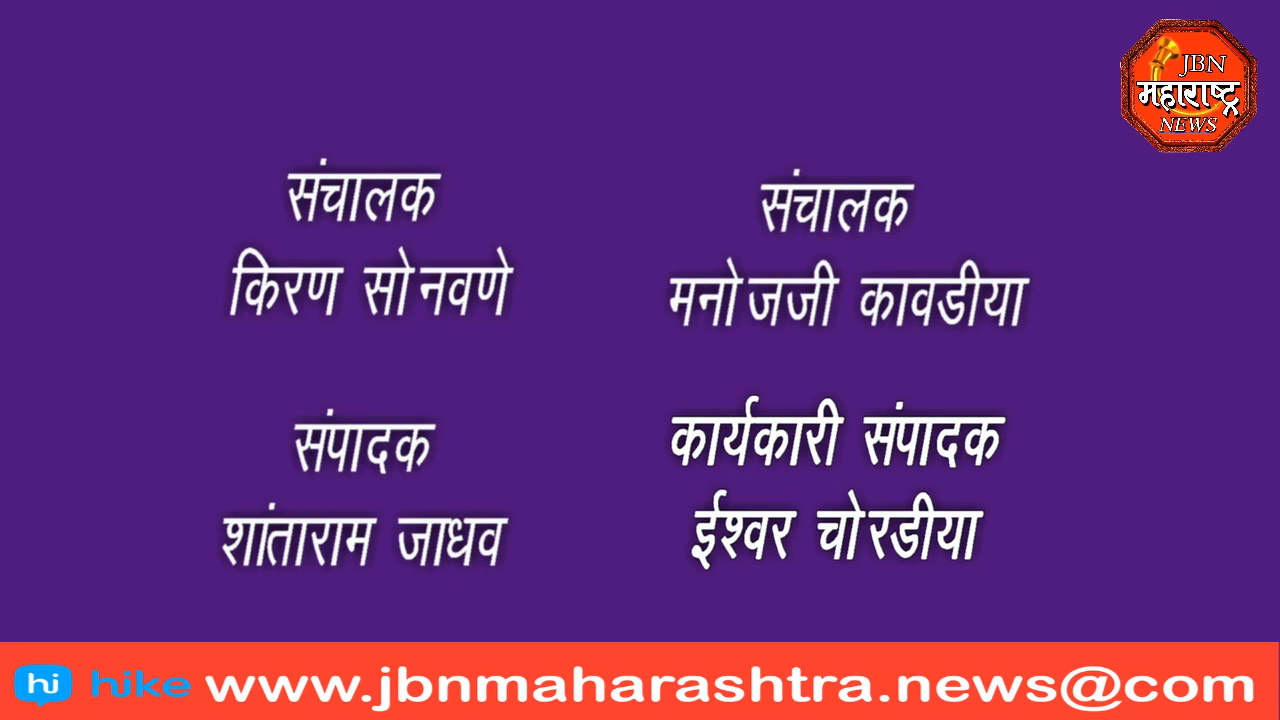 JBN
महाराष्ट्र
NEWS
संचालक
किरण सोनवणे
संचालक
मनोजजी कावडीया
संपादक
शांताराम जाधव
कार्यकारी संपादक
ईश्वर चोरडीया
hi hike www.jbnmaharashtra.news@com